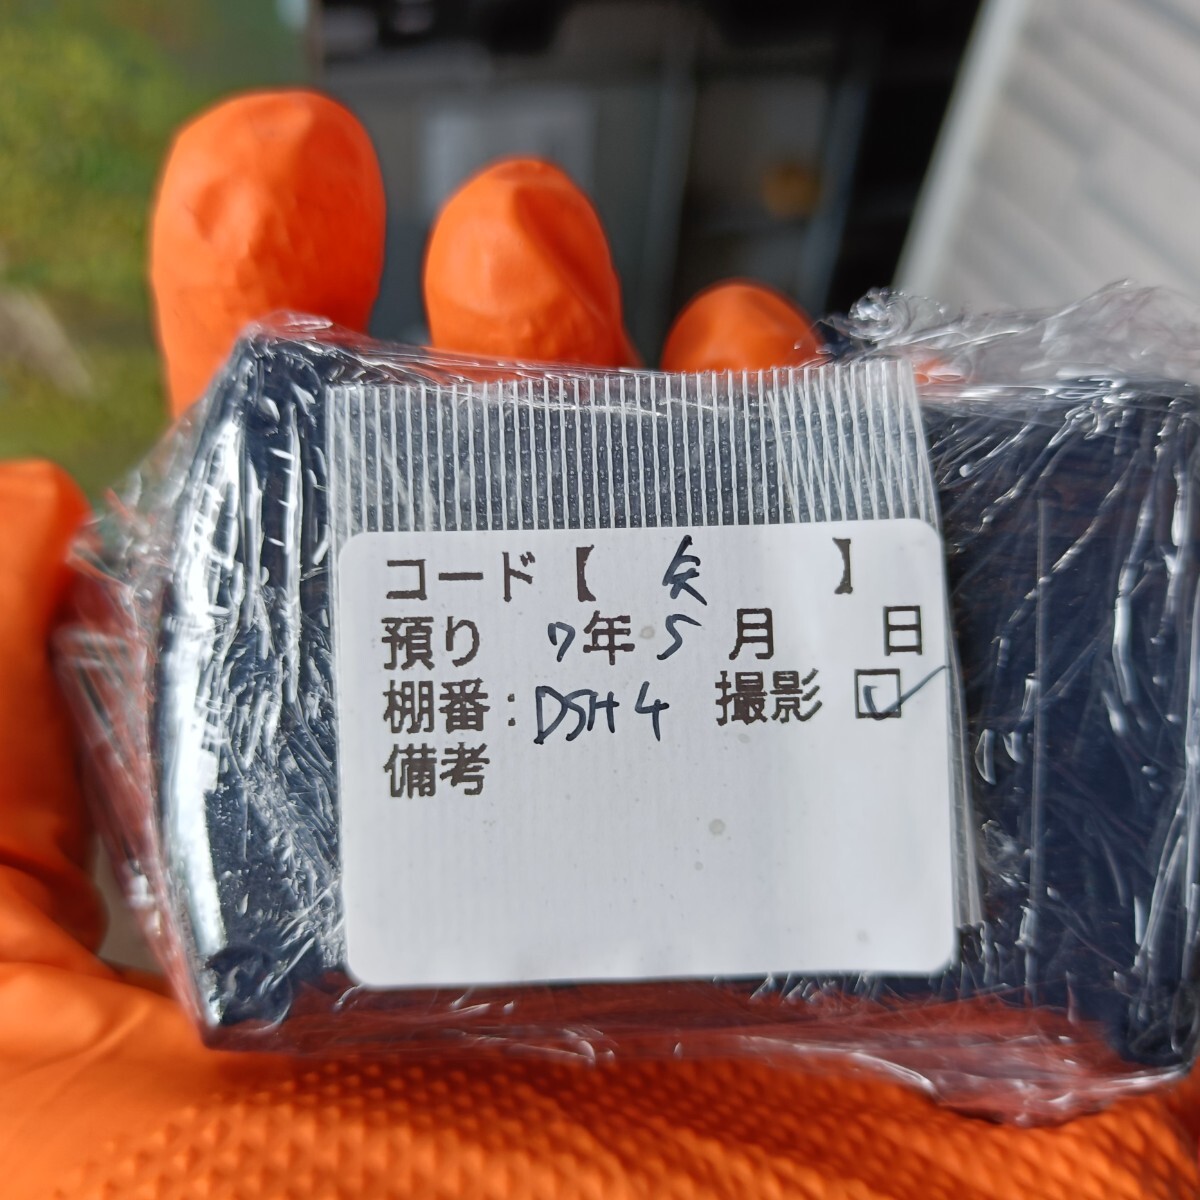 コード【 矢 】
預り 7年 5 月 日
棚番:DSH4 撮影 ☑
備考